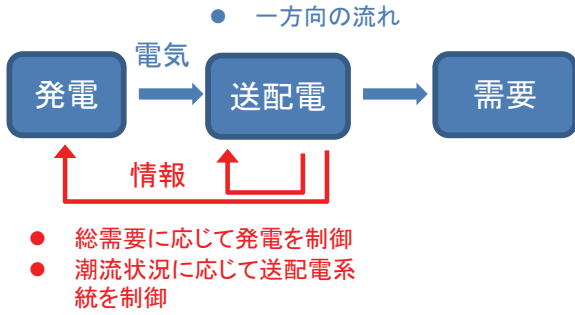 ● 一方向の流れ
電気
発電
送配電
需要
情報
● 総需要に応じて発電を制御
● 潮流状況に応じて送配電系
統を制御